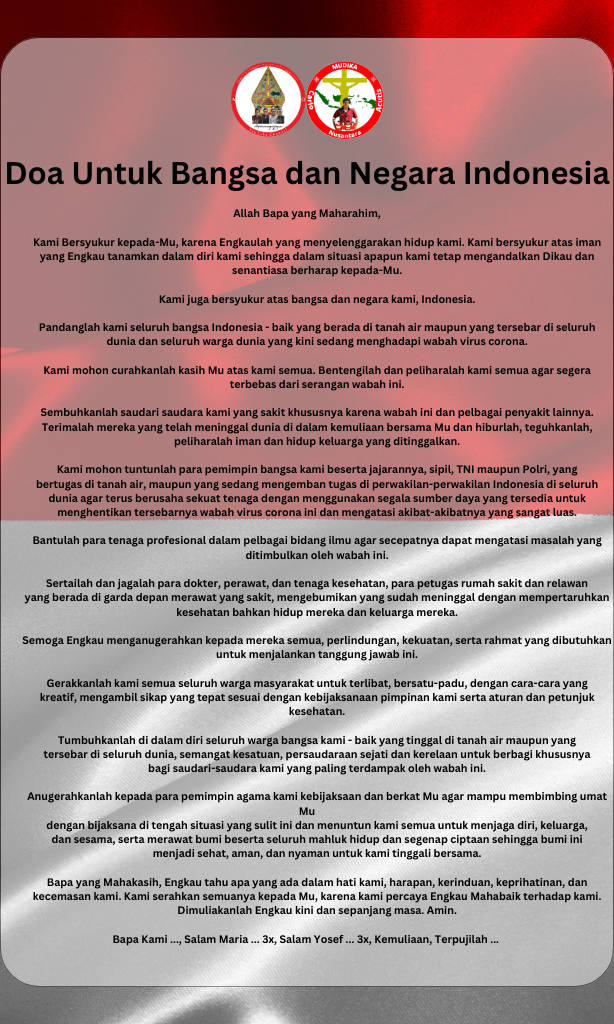 MUDIKA
Carlo
Acutis
Nusantara
Doa Untuk Bangsa dan Negara Indonesia
Allah Bapa yang Maharahim,
Kami Bersyukur kepada-Mu, karena Engkaulah yang menyelenggarakan hidup kami. Kami bersyukur atas iman
yang Engkau tanamkan dalam diri kami sehingga dalam situasi apapun kami tetap mengandalkan Dikau dan
senantiasa berharap kepada-Mu.
Kami juga bersyukur atas bangsa dan negara kami, Indonesia.
Pandanglah kami seluruh bangsa Indonesia - baik yang berada di tanah air maupun yang tersebar di seluruh
dunia dan seluruh warga dunia yang kini sedang menghadapi wabah virus corona.
Kami mohon curahkanlah kasih Mu atas kami semua. Bentengilah dan peliharalah kami semua agar segera
terbebas dari serangan wabah ini.
Sembuhkanlah saudari saudara kami yang sakit khususnya karena wabah ini dan pelbagai penyakit lainnya.
Terimalah mereka yang telah meninggal dunia di dalam kemuliaan bersama Mu dan hiburlah, teguhkanlah,
peliharalah iman dan hidup keluarga yang ditinggalkan.
Kami mohon tuntunlah para pemimpin bangsa kami beserta jajarannya, sipil, TNI maupun Polri, yang
bertugas di tanah air, maupun yang sedang mengemban tugas di perwakilan-perwakilan Indonesia di seluruh
dunia agar terus berusaha sekuat tenaga dengan menggunakan segala sumber daya yang tersedia untuk
menghentikan tersebarnya wabah virus corona ini dan mengatasi akibat-akibatnya yang sangat luas.
Bantulah para tenaga profesional dalam pelbagai bidang ilmu agar secepatnya dapat mengatasi masalah yang
ditimbulkan oleh wabah ini.
Sertailah dan jagalah para dokter, perawat, dan tenaga kesehatan, para petugas rumah sakit dan relawan
yang berada di garda depan merawat yang sakit, mengebumikan yang sudah meninggal dengan mempertaruhkan
kesehatan bahkan hidup mereka dan keluarga mereka.
Semoga Engkau menganugerahkan kepada mereka semua, perlindungan, kekuatan, serta rahmat yang dibutuhkan
untuk menjalankan tanggung jawab ini.
Gerakkanlah kami semua seluruh warga masyarakat untuk terlibat, bersatu-padu, dengan cara-cara yang
kreatif, mengambil sikap yang tepat sesuai dengan kebijaksanaan pimpinan kami serta aturan dan petunjuk
kesehatan.
Tumbuhkanlah di dalam diri seluruh warga bangsa kami - baik yang tinggal di tanah air maupun yang
tersebar di seluruh dunia, semangat kesatuan, persaudaraan sejati dan kerelaan untuk berbagi khususnya
bagi saudari-saudara kami yang paling terdampak oleh wabah ini.
Anugerahkanlah kepada para pemimpin agama kami kebijaksaan dan berkat Mu agar mampu membimbing umat
Mu
dengan bijaksana di tengah situasi yang sulit ini dan menuntun kami semua untuk menjaga diri, keluarga,
dan sesama, serta merawat bumi beserta seluruh mahluk hidup dan segenap ciptaan sehingga bumi ini
menjadi sehat, aman, dan nyaman untuk kami tinggali bersama.
Bapa yang Mahakasih, Engkau tahu apa yang ada dalam hati kami, harapan, kerinduan, keprihatinan, dan
kecemasan kami. Kami serahkan semuanya kepada Mu, karena kami percaya Engkau Mahabaik terhadap kami.
Dimuliakanlah Engkau kini dan sepanjang masa. Amin.
Bapa Kami ..., Salam Maria ... 3x, Salam Yosef ... 3x, Kemuliaan, Terpujilah ...